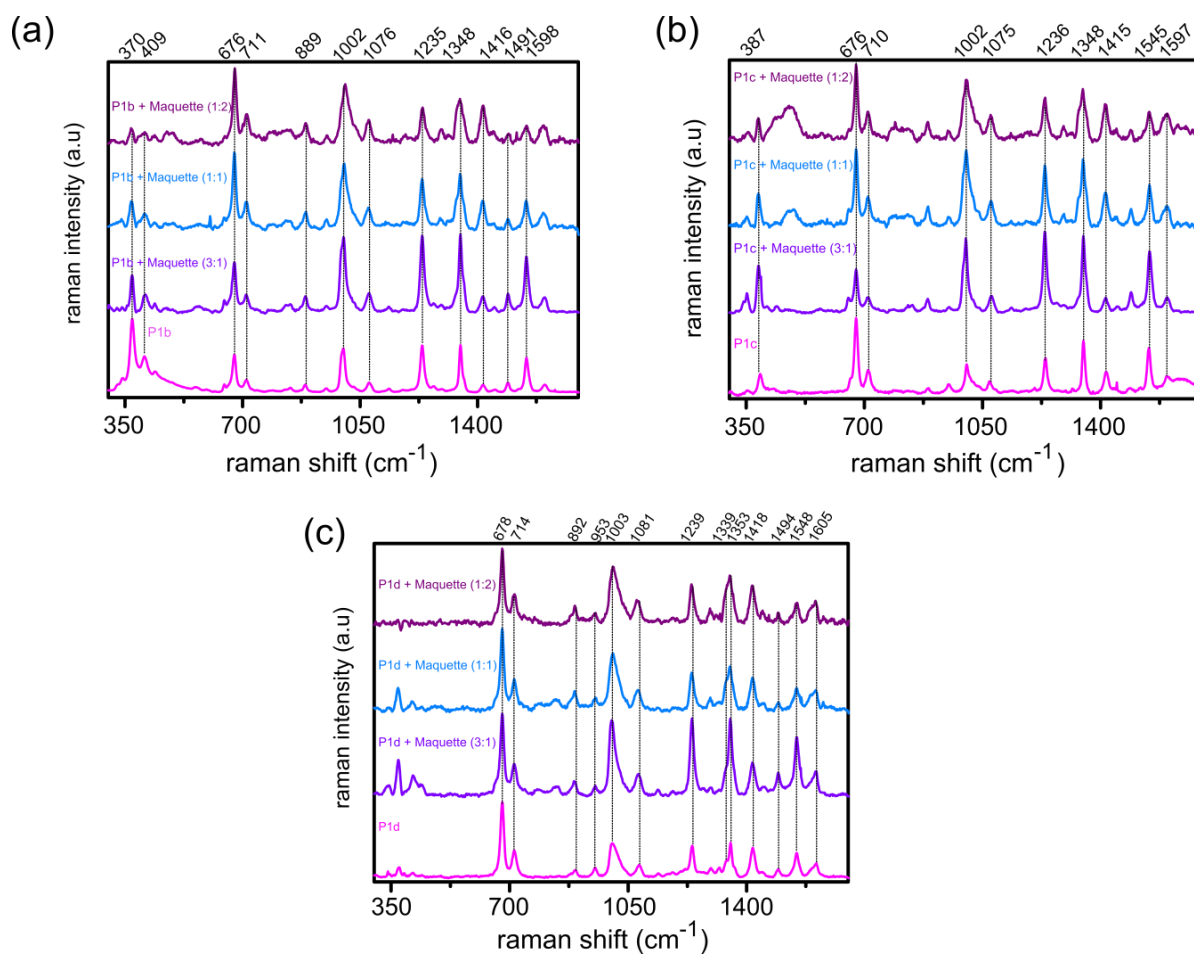 (a)
370 409 676 711 889 1002 1076 1235 1348 1416 1491 1598
P1b + Maquette (1:2)
P1b + Maquette (1:1)
P1b + Maquette (3:1)
P1b
raman intensity (a.u)
350 700 1050 1400
raman shift (cm-1)
(b)
387 676 710 1002 1075 1236 1348 1415 1545 1597
P1c + Maquette (1:2)
P1c + Maquette (1:1)
P1c + Maquette (3:1)
P1c
raman intensity (a.u)
350 700 1050 1400
raman shift (cm-1)
(c)
678 714 892 953 1003 1081 1239 1339 1353 1418 1494 1548 1605
P1d + Maquette (1:2)
P1d + Maquette (1:1)
P1d + Maquette (3:1)
P1d
raman intensity (a.u)
350 700 1050 1400
raman shift (cm-1)